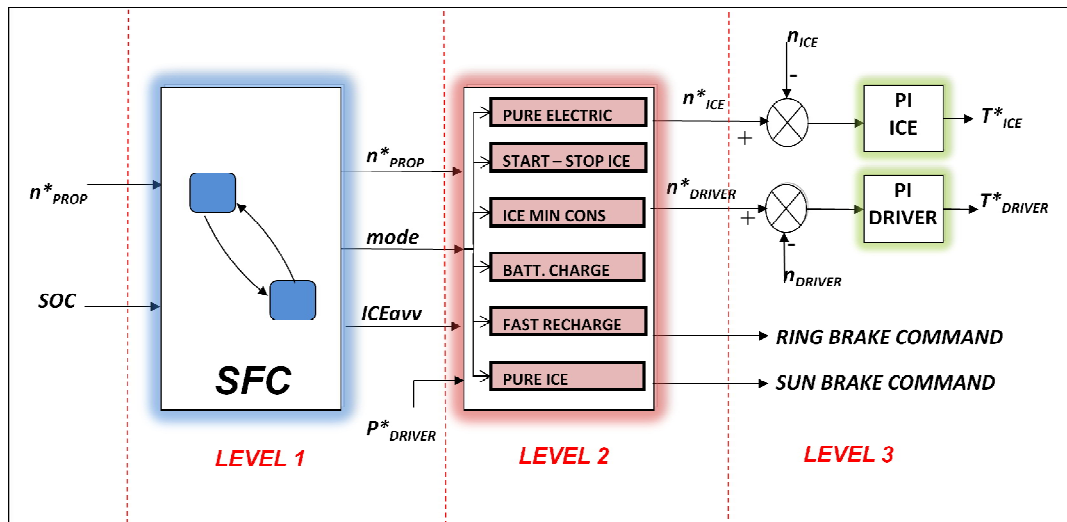 n*PROP
SOC
SFC
LEVEL 1
n*PROP
mode
ICEavv
P*DRIVER
PURE ELECTRIC
START – STOP ICE
ICE MIN CONS
BATT. CHARGE
FAST RECHARGE
PURE ICE
LEVEL 2
n*ICE
n*DRIVER
nICE
-
+
PI
ICE
T*ICE
+
-
nDRIVER
PI
DRIVER
T*DRIVER
RING BRAKE COMMAND
SUN BRAKE COMMAND
LEVEL 3